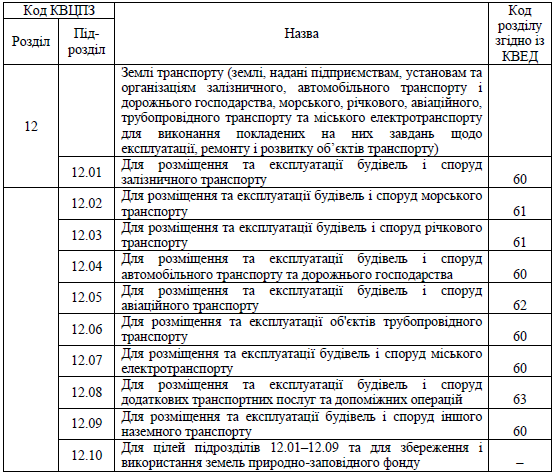 Код КВЦПЗ
Назва
Код
розділу
згідно із
КВЕД
Розділ
Під-
розділ
12
Землі транспорту (землі, надані підприємствам, установам та
організаціям залізничного, автомобільного транспорту і
дорожнього господарства, морського, річкового, авіаційного,
трубопровідного транспорту та міського електротранспорту
для виконання покладених на них завдань щодо
експлуатації, ремонту і розвитку об’єктів транспорту)
12.01
Для розміщення та експлуатації будівель і споруд
залізничного транспорту
60
12.02
Для розміщення та експлуатації будівель і споруд морського
транспорту
61
12.03
Для розміщення та експлуатації будівель і споруд річкового
транспорту
61
12.04
Для розміщення та експлуатації будівель і споруд
автомобільного транспорту та дорожнього господарства
60
12.05
Для розміщення та експлуатації будівель і споруд
авіаційного транспорту
62
12.06
Для розміщення та експлуатації об'єктів трубопровідного
транспорту
60
12.07
Для розміщення та експлуатації будівель і споруд міського
електротранспорту
60
12.08
Для розміщення та експлуатації будівель і споруд
додаткових транспортних послуг та допоміжних операцій
63
12.09
Для розміщення та експлуатації будівель і споруд іншого
наземного транспорту
60
12.10
Для цілей підрозділів 12.01–12.09 та для збереження і
використання земель природно-заповідного фонду
–